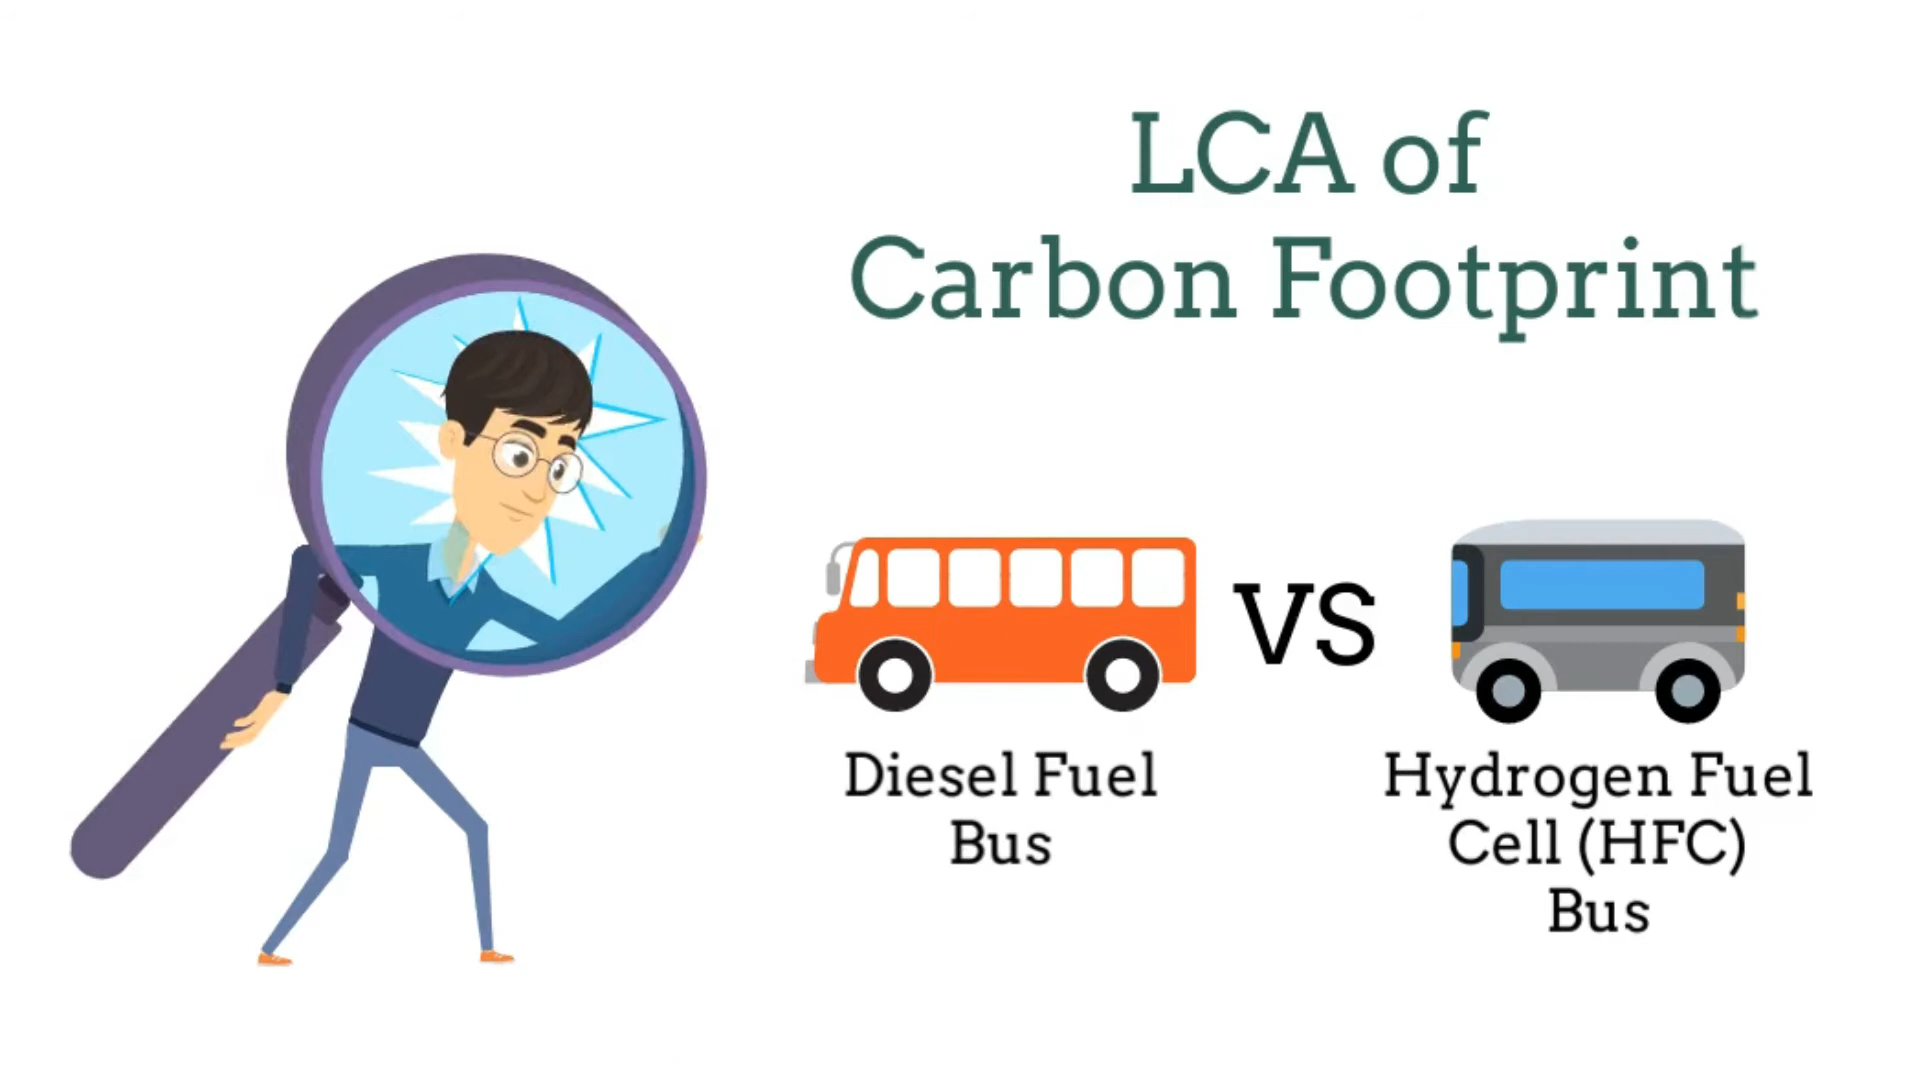 LCA of
Carbon Footprint
VS
Diesel Fuel
Bus
Hydrogen Fuel
Cell (HFC)
Bus